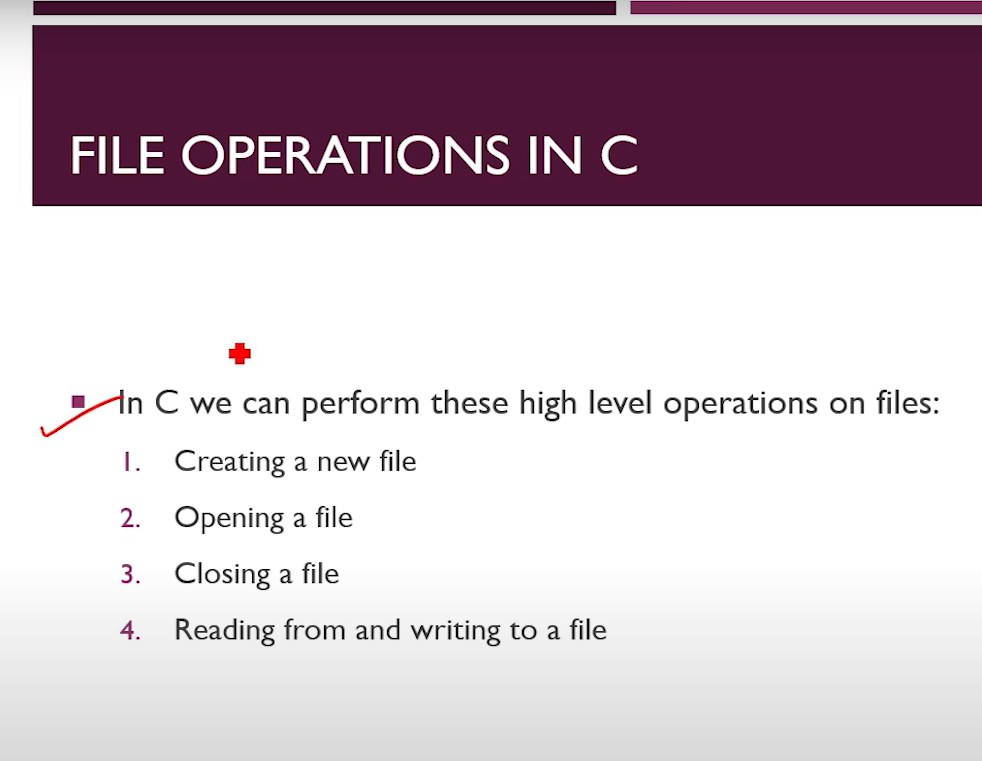 FILE OPERATIONS IN C
In C we can perform these high level operations on files:
1. Creating a new file
2. Opening a file
3. Closing a file
4. Reading from and writing to a file